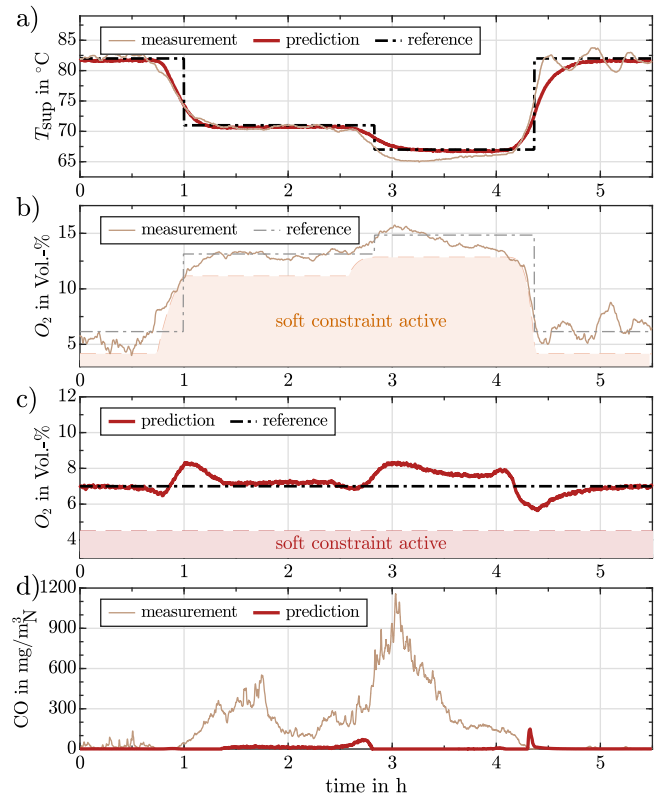 a)
measurement prediction reference
T_sup in °C
85
80
75
70
65
0 1 2 3 4 5
b)
measurement reference
O_2 in Vol.-%
15
10
5
soft constraint active
0 1 2 3 4 5
c)
prediction reference
O_2 in Vol.-%
12
10
8
6
4
soft constraint active
0 1 2 3 4 5
d)
measurement prediction
CO in mg/m^3_N
1200
900
600
300
0
0 1 2 3 4 5
time in h